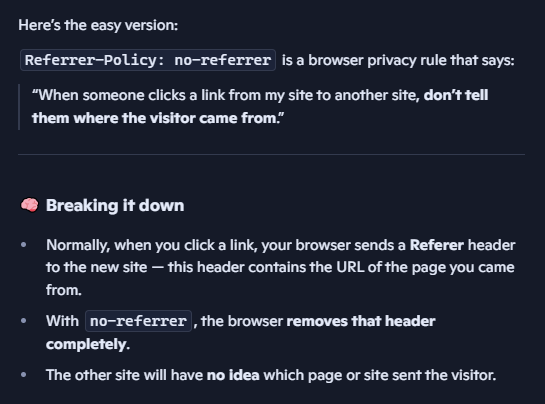 Here's the easy version:
Referrer-Policy: no-referrer is a browser privacy rule that says:
“When someone clicks a link from my site to another site, don't tell
them where the visitor came from.”
🧠 Breaking it down
• Normally, when you click a link, your browser sends a Referer header
to the new site — this header contains the URL of the page you came
from.
• With no-referrer, the browser removes that header
completely.
• The other site will have no idea which page or site sent the visitor.